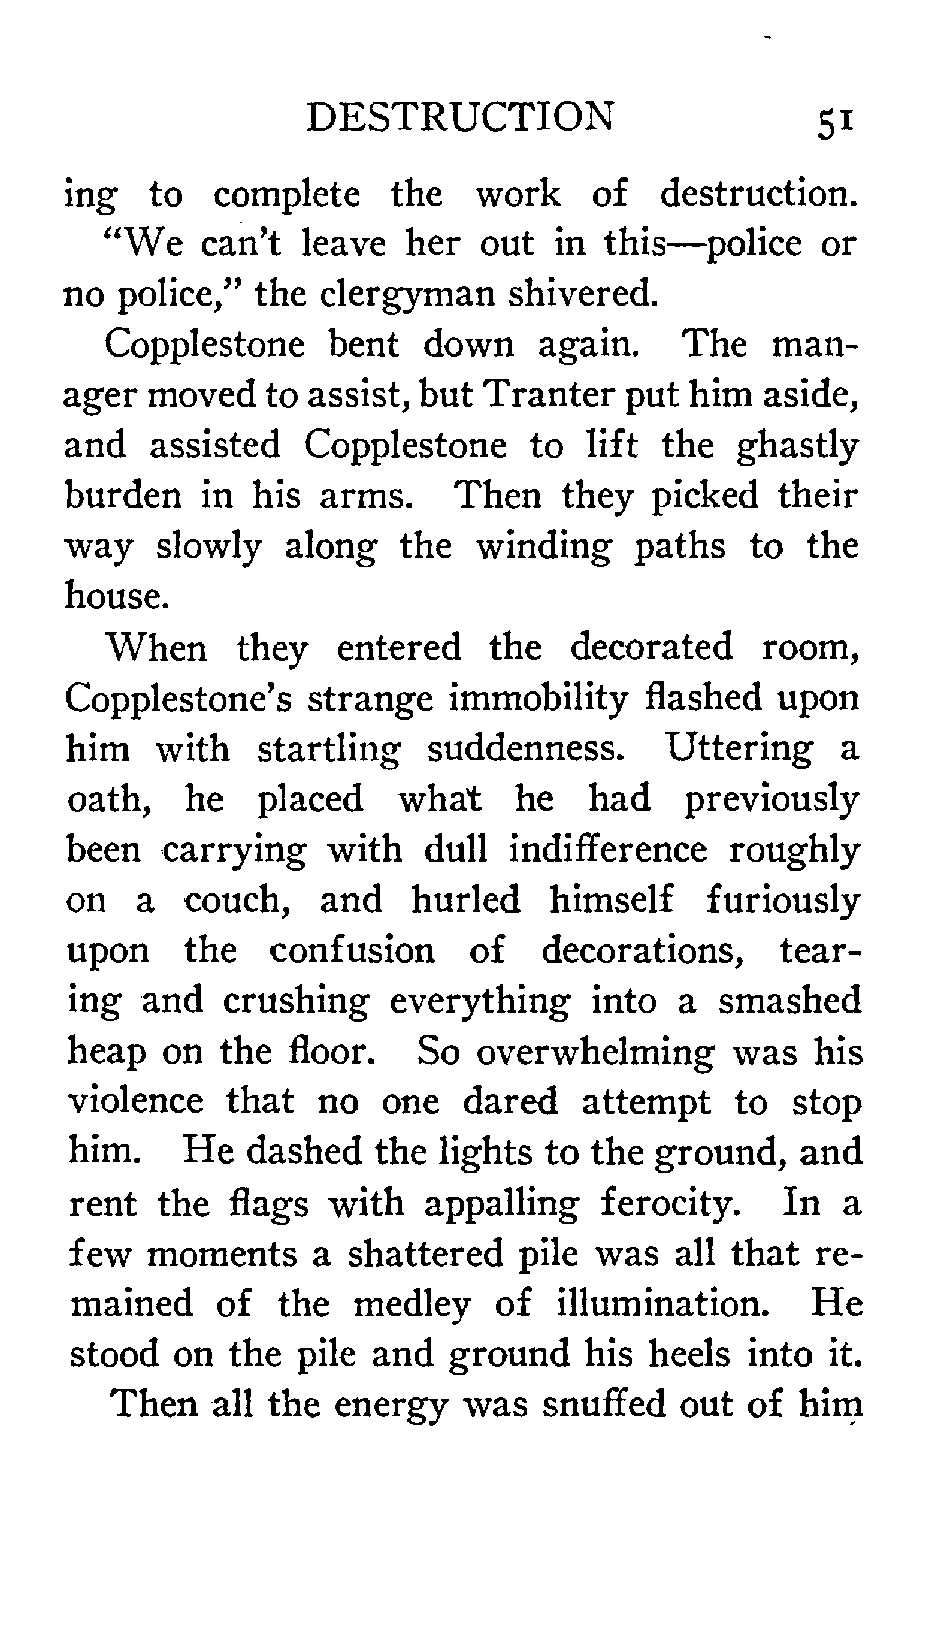 DESTRUCTION 51
ing to complete the work of destruction.
"We can't leave her out in this—police or
no police," the clergyman shivered.
Copplestone bent down again. The man-
ager moved to assist, but Tranter put him aside,
and assisted Copplestone to lift the ghastly
burden in his arms. Then they picked their
way slowly along the winding paths to the
house.
When they entered the decorated room,
Copplestone's strange immobility flashed upon
him with startling suddenness. Uttering a
oath, he placed what he had previously
been carrying with dull indifference roughly
on a couch, and hurled himself furiously
upon the confusion of decorations, tear-
ing and crushing everything into a smashed
heap on the floor. So overwhelming was his
violence that no one dared attempt to stop
him. He dashed the lights to the ground, and
rent the flags with appalling ferocity. In a
few moments a shattered pile was all that re-
mained of the medley of illumination. He
stood on the pile and ground his heels into it.
Then all the energy was snuffed out of him